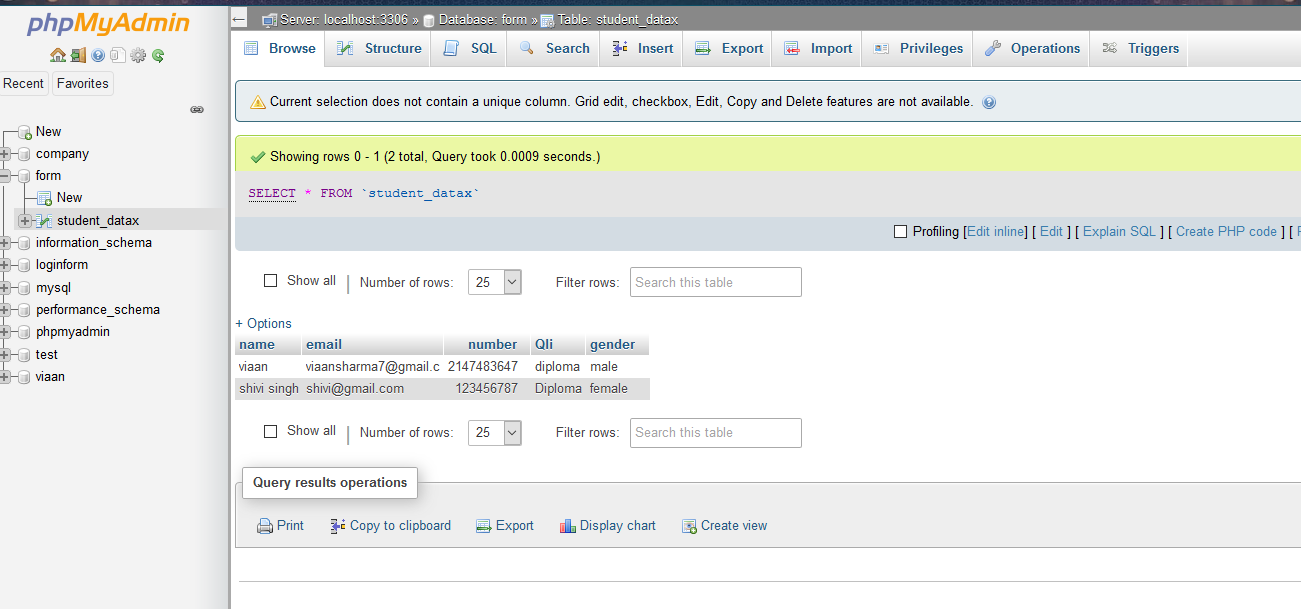 phpMyAdmin
Recent Favorites
New
company
form
New
student_datax
information_schema
loginform
mysql
performance_schema
phpmyadmin
test
viaan
Server: localhost:3306 » Database: form » Table: student_datax
Browse Structure SQL Search Insert Export Import Privileges Operations Triggers
Current selection does not contain a unique column. Grid edit, checkbox, Edit, Copy and Delete features are not available.
Showing rows 0 - 1 (2 total, Query took 0.0009 seconds.)
SELECT * FROM `student_datax`
Profiling [Edit inline] [ Edit ] [ Explain SQL ] [ Create PHP code ] [
Show all | Number of rows: 25 Filter rows: Search this table
+ Options
name email number Qli gender
viaan viaansharma7@gmail.c 2147483647 diploma male
shivi singh shivi@gmail.com 123456787 Diploma female
Show all | Number of rows: 25 Filter rows: Search this table
Query results operations
Print Copy to clipboard Export Display chart Create view